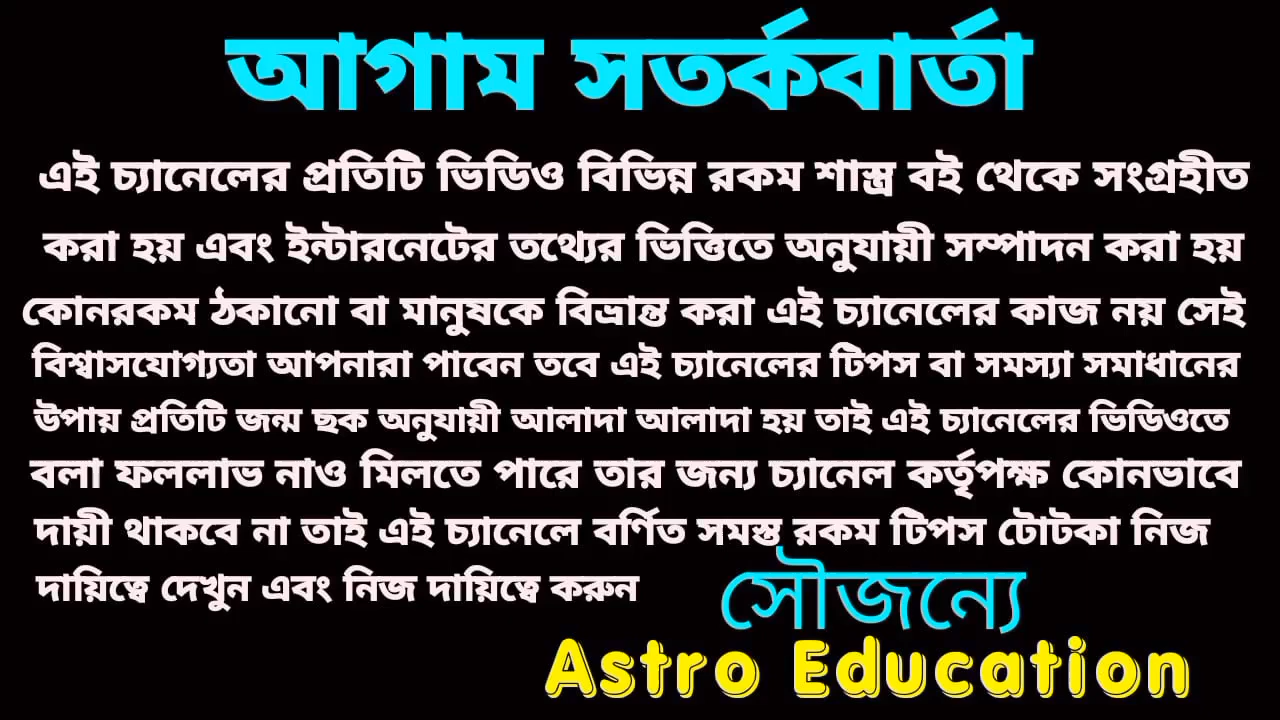 আগাম সতর্কবার্তা
এই চ্যানেলের প্রতিটি ভিডিও বিভিন্ন রকম শাস্ত্র বই থেকে সংগ্রহীত
করা হয় এবং ইন্টারনেটের তথ্যের ভিত্তিতে অনুযায়ী সম্পাদন করা হয়
কোনরকম ঠকানো বা মানুষকে বিভ্রান্ত করা এই চ্যানেলের কাজ নয় সেই
বিশ্বাসযোগ্যতা আপনারা পাবেন তবে এই চ্যানেলের টিপস বা সমস্যা সমাধানের
উপায় প্রতিটি জন্ম ছক অনুযায়ী আলাদা আলাদা হয় তাই এই চ্যানেলের ভিডিওতে
বলা ফললাভ নাও মিলতে পারে তার জন্য চ্যানেল কর্তৃপক্ষ কোনভাবে
দায়ী থাকবে না তাই এই চ্যানেলে বর্ণিত সমস্ত রকম টিপস টোটকা নিজ
দায়িত্বে দেখুন এবং নিজ দায়িত্বে করুন
সৌজন্যে
Astro Education